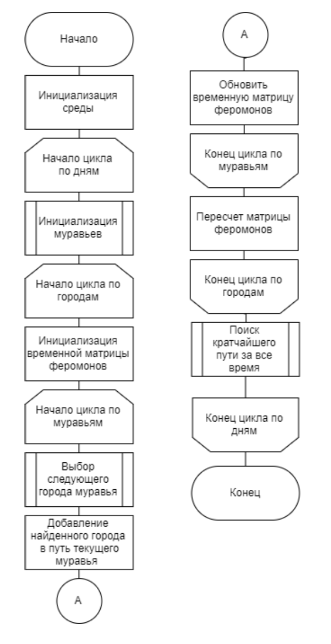 Начало
Инициализация
среды
Начало цикла
по дням
Инициализация
муравьев
Начало цикла по
городам
Инициализация
временной матрицы
феромонов
Начало цикла по
муравьям
Выбор
следующего
города муравья
Добавление
найденного города
в путь текущего
муравья
А
А
Обновить
временную матрицу
феромонов
Конец цикла по
муравьям
Пересчет матрицы
феромонов
Конец цикла по
городам
Поиск
кратчайшего
пути за все
время
Конец цикла по
дням
Конец